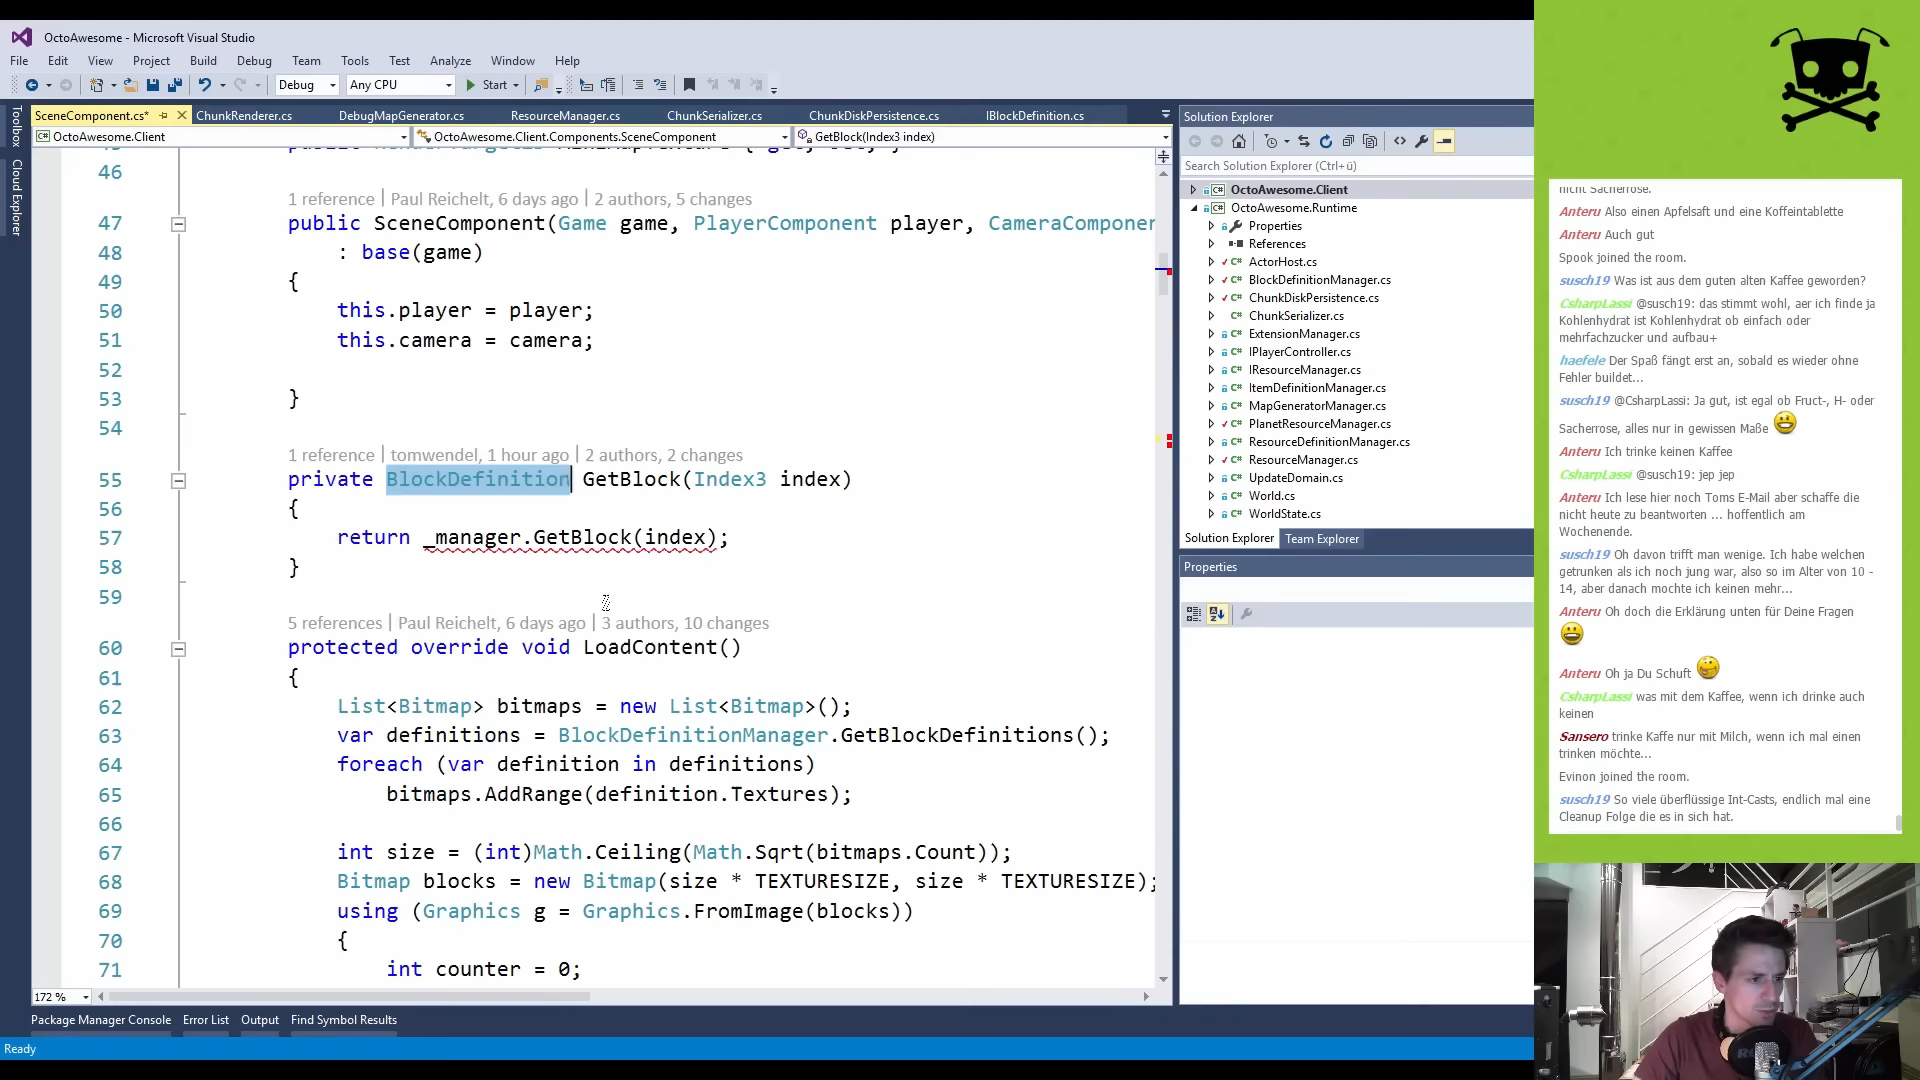 OctoAwesome - Microsoft Visual Studio
File Edit View Project Build Debug Team Tools Test Analyze Window Help
Debug Any CPU Start
Toolbox
Cloud Explorer
SceneComponent.cs* ChunkRenderer.cs DebugMapGenerator.cs ResourceManager.cs ChunkSerializer.cs ChunkDiskPersistence.cs IBlockDefinition.cs
OctoAwesome.Client OctoAwesome.Client.Components.SceneComponent GetBlock(Index3 index)
46
1 reference | Paul Reichelt, 6 days ago | 2 authors, 5 changes
47 public SceneComponent(Game game, PlayerComponent player, CameraComponen
48 : base(game)
49 {
50 this.player = player;
51 this.camera = camera;
52
53 }
54
1 reference | tomwendel, 1 hour ago | 2 authors, 2 changes
55 private BlockDefinition GetBlock(Index3 index)
56 {
57 return _manager.GetBlock(index);
58 }
59
5 references | Paul Reichelt, 6 days ago | 3 authors, 10 changes
60 protected override void LoadContent()
61 {
62 List<Bitmap> bitmaps = new List<Bitmap>();
63 var definitions = BlockDefinitionManager.GetBlockDefinitions();
64 foreach (var definition in definitions)
65 bitmaps.AddRange(definition.Textures);
66
67 int size = (int)Math.Ceiling(Math.Sqrt(bitmaps.Count));
68 Bitmap blocks = new Bitmap(size * TEXTURESIZE, size * TEXTURESIZE);
69 using (Graphics g = Graphics.FromImage(blocks))
70 {
71 int counter = 0;
172 %
Package Manager Console Error List Output Find Symbol Results
Ready
Solution Explorer
Search Solution Explorer (Ctrl+ü)
OctoAwesome.Client
OctoAwesome.Runtime
Properties
References
ActorHost.cs
BlockDefinitionManager.cs
ChunkDiskPersistence.cs
ChunkSerializer.cs
ExtensionManager.cs
IPlayerController.cs
IResourceManager.cs
ItemDefinitionManager.cs
MapGeneratorManager.cs
PlanetResourceManager.cs
ResourceDefinitionManager.cs
ResourceManager.cs
UpdateDomain.cs
World.cs
WorldState.cs
Solution Explorer Team Explorer
Properties
nicht Sacherose.
Anteru Also einen Apfelsaft und eine Koffeintablette
Anteru Auch gut
Spook joined the room.
susch19 Was ist aus dem guten alten Kaffee geworden?
CsharpLassi @susch19: das stimmt wohl, aer ich finde ja
Kohlenhydrat ist Kohlenhydrat ob einfach oder
mehrfachzucker und aufbau+
haefele Der Spaß fängt erst an, sobald es wieder ohne
Fehler buildet...
susch19 @CsharpLassi: Ja gut, ist egal ob Fruct-, H- oder
Sacherose, alles nur in gewissen Maße
Anteru Ich trinke keinen Kaffee
CsharpLassi @susch19: jep jep
Anteru Ich lese hier noch Toms E-Mail aber schaffe die
nicht heute zu beantworten ... hoffentlich am
Wochenende.
susch19 Oh davon trifft man wenige. Ich habe welchen
getrunken als ich noch jung war, also so im Alter von 10 -
14, aber danach mochte ich keinen mehr...
Anteru Oh doch die Erklärung unten für Deine Fragen
Anteru Oh ja Du Schuft
CsharpLassi was mit dem Kaffee, wenn ich drinke auch
keinen
Sansero trinke Kaffe nur mit Milch, wenn ich mal einen
trinken möchte...
Evinon joined the room.
susch19 So viele überflüssige Int-Casts, endlich mal eine
Cleanup Folge die es in sich hat.